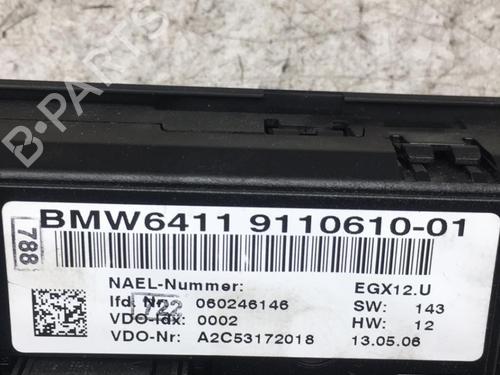 B-PARTS
788
BMW6411 9110610-01
NAEL-Nummer: EGX12.U
lfd. Nr. 060246146 SW: 143
722
VDO-Idx: 0002 HW: 12
VDO-Nr: A2C53172018 13.05.06